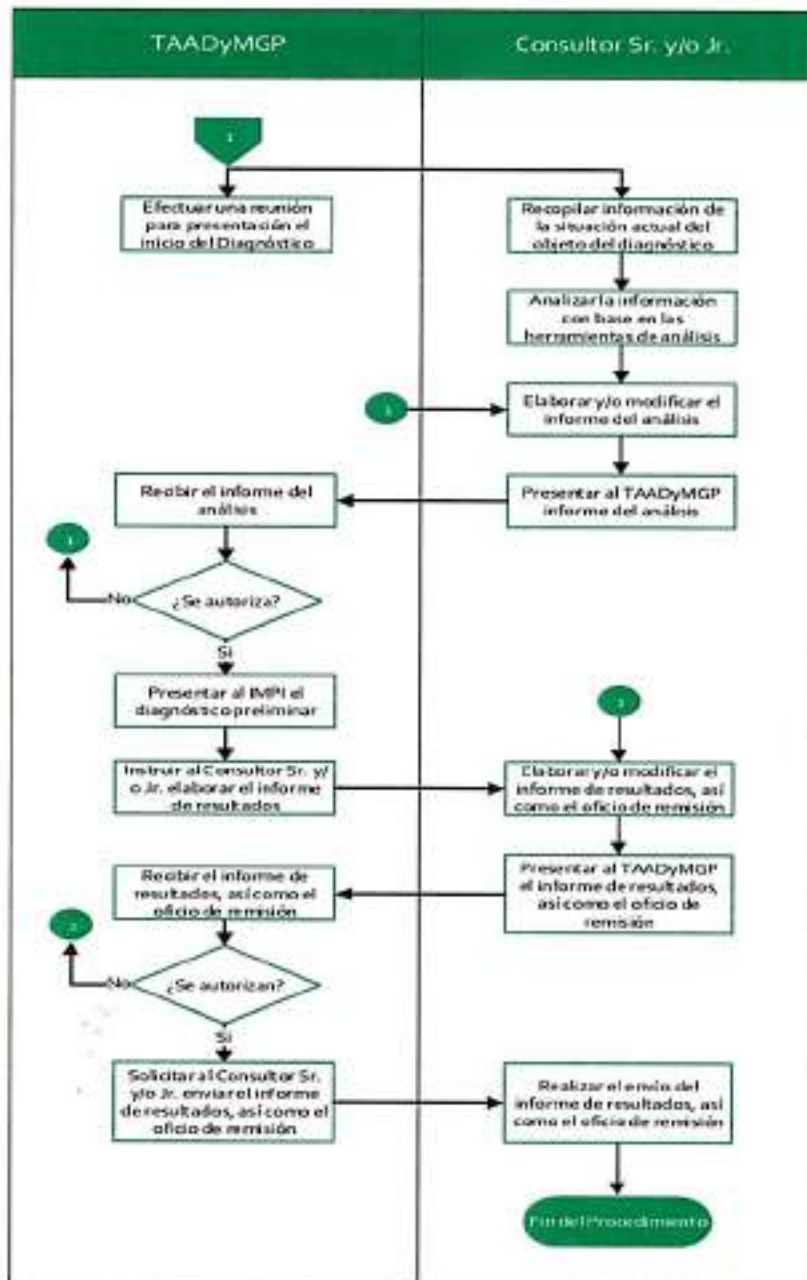 TAADyMGP
Consultor Sr. y/o Jr.
1
Efectuar una reunión
para presentación el
inicio del Diagnóstico
Recopilar información de
la situación actual del
objeto del diagnóstico
Analizar la información
con base en las
herramientas de análisis
Elaborar y/o modificar el
informe del análisis
Presentar al TAADyMGP
informe del análisis
Recibir el informe del
análisis
¿Se autoriza?
No
Si
Presentar al IMPI el
diagnóstico preliminar
Instruir al Consultor Sr. y/
o Jr. elaborar el informe
de resultados
Elaborar y/o modificar el
informe de resultados, así
como el oficio de remisión
Presentar al TAADyMGP
el informe de resultados,
así como el oficio de
remisión
Recibir el informe de
resultados, así como el
oficio de remisión
2
¿Se autorizan?
No
Si
Solicitar al Consultor Sr.
y/o Jr. enviar el informe
de resultados, así como el
oficio de remisión
Realizar el envío del
informe de resultados, así
como el oficio de remisión
Fin del Procedimiento